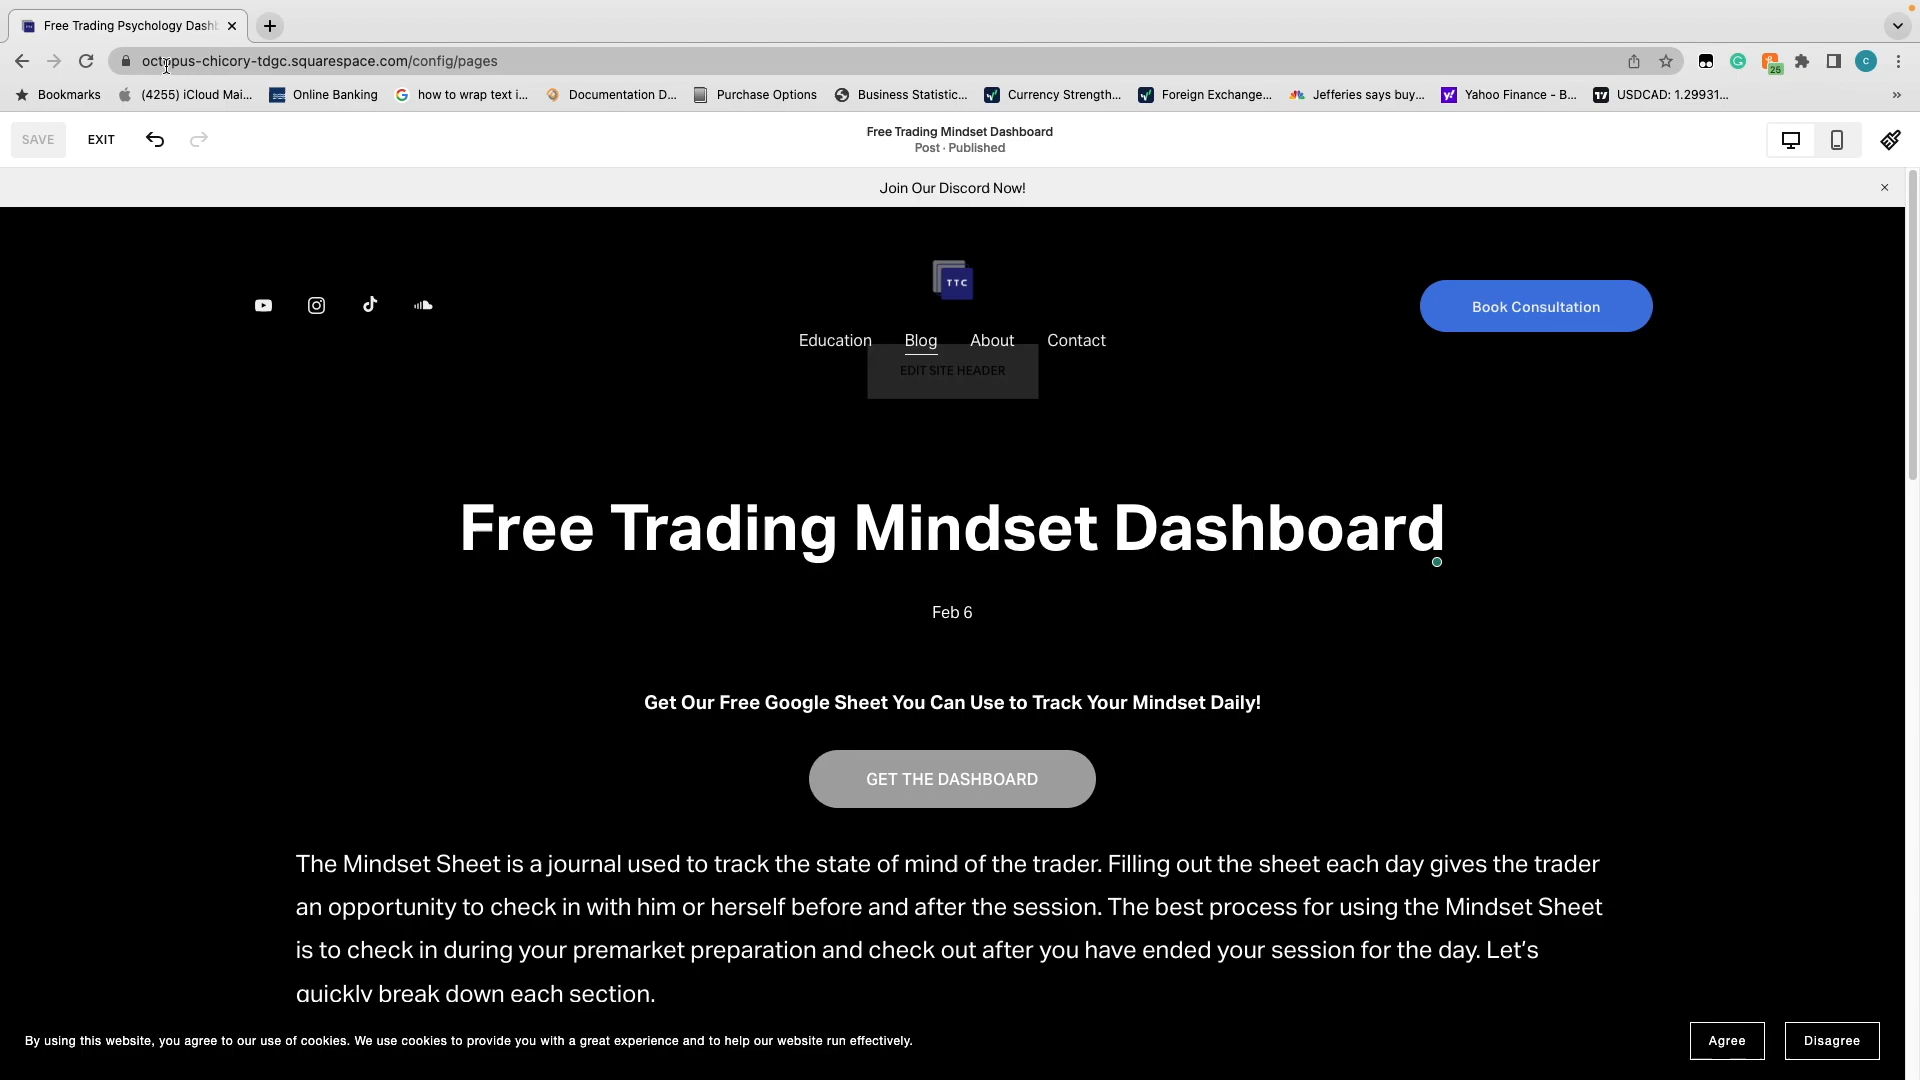 Free Trading Psychology Dashb
octopus-chicory-tdgc.squarespace.com/config/pages
25
C
Bookmarks
(4255) iCloud Mai...
Online Banking
how to wrap text i...
Documentation D...
Purchase Options
Business Statistic...
Currency Strength...
Foreign Exchange...
Jefferies says buy...
Yahoo Finance - B...
USDCAD: 1.29931...
SAVE
EXIT
Free Trading Mindset Dashboard
Post · Published
Join Our Discord Now!
TTC
Education
Blog
About
Contact
Book Consultation
EDIT SITE HEADER
Free Trading Mindset Dashboard
Feb 6
Get Our Free Google Sheet You Can Use to Track Your Mindset Daily!
GET THE DASHBOARD
The Mindset Sheet is a journal used to track the state of mind of the trader. Filling out the sheet each day gives the trader
an opportunity to check in with him or herself before and after the session. The best process for using the Mindset Sheet
is to check in during your premarket preparation and check out after you have ended your session for the day. Let's
quickly break down each section.
By using this website, you agree to our use of cookies. We use cookies to provide you with a great experience and to help our website run effectively.
Agree
Disagree